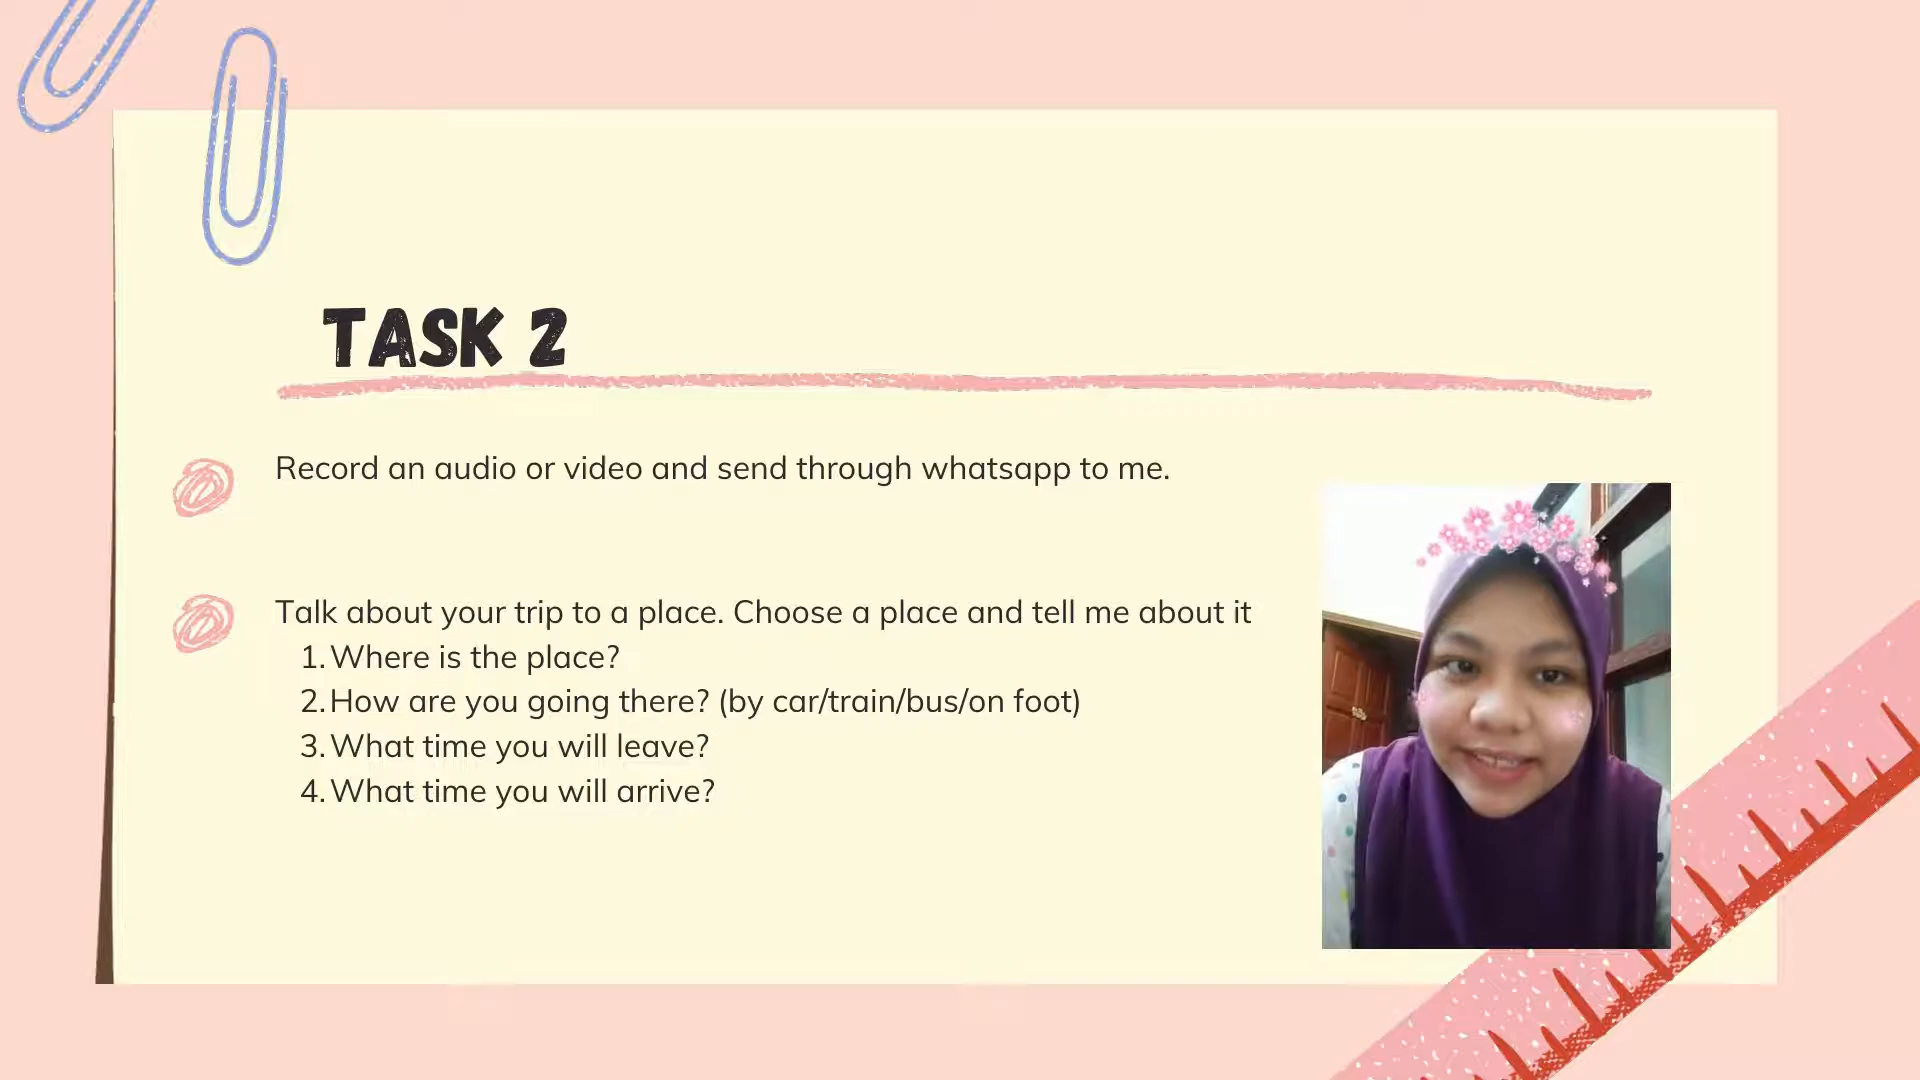 TASK 2
Record an audio or video and send through whatsapp to me.
Talk about your trip to a place. Choose a place and tell me about it
1. Where is the place?
2. How are you going there? (by car/train/bus/on foot)
3. What time you will leave?
4. What time you will arrive?